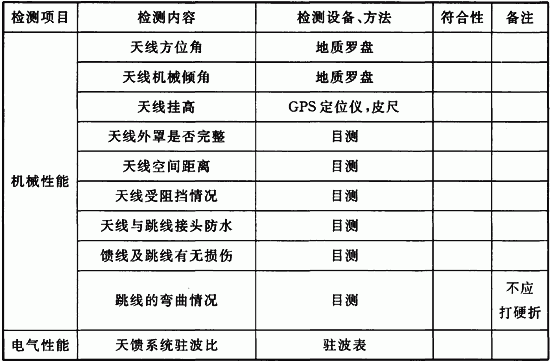 检测项目 检测内容 检测设备、方法 符合性 备注
机械性能 天线方位角 地质罗盘
天线机械倾角 地质罗盘
天线挂高 GPS定位仪,皮尺
天线外罩是否完整 目测
天线空间距离 目测
天线受阻挡情况 目测
天线与跳线接头防水 目测
馈线及跳线有无损伤 目测
跳线的弯曲情况 目测 不应
打硬折
电气性能 天馈系统驻波比 驻波表